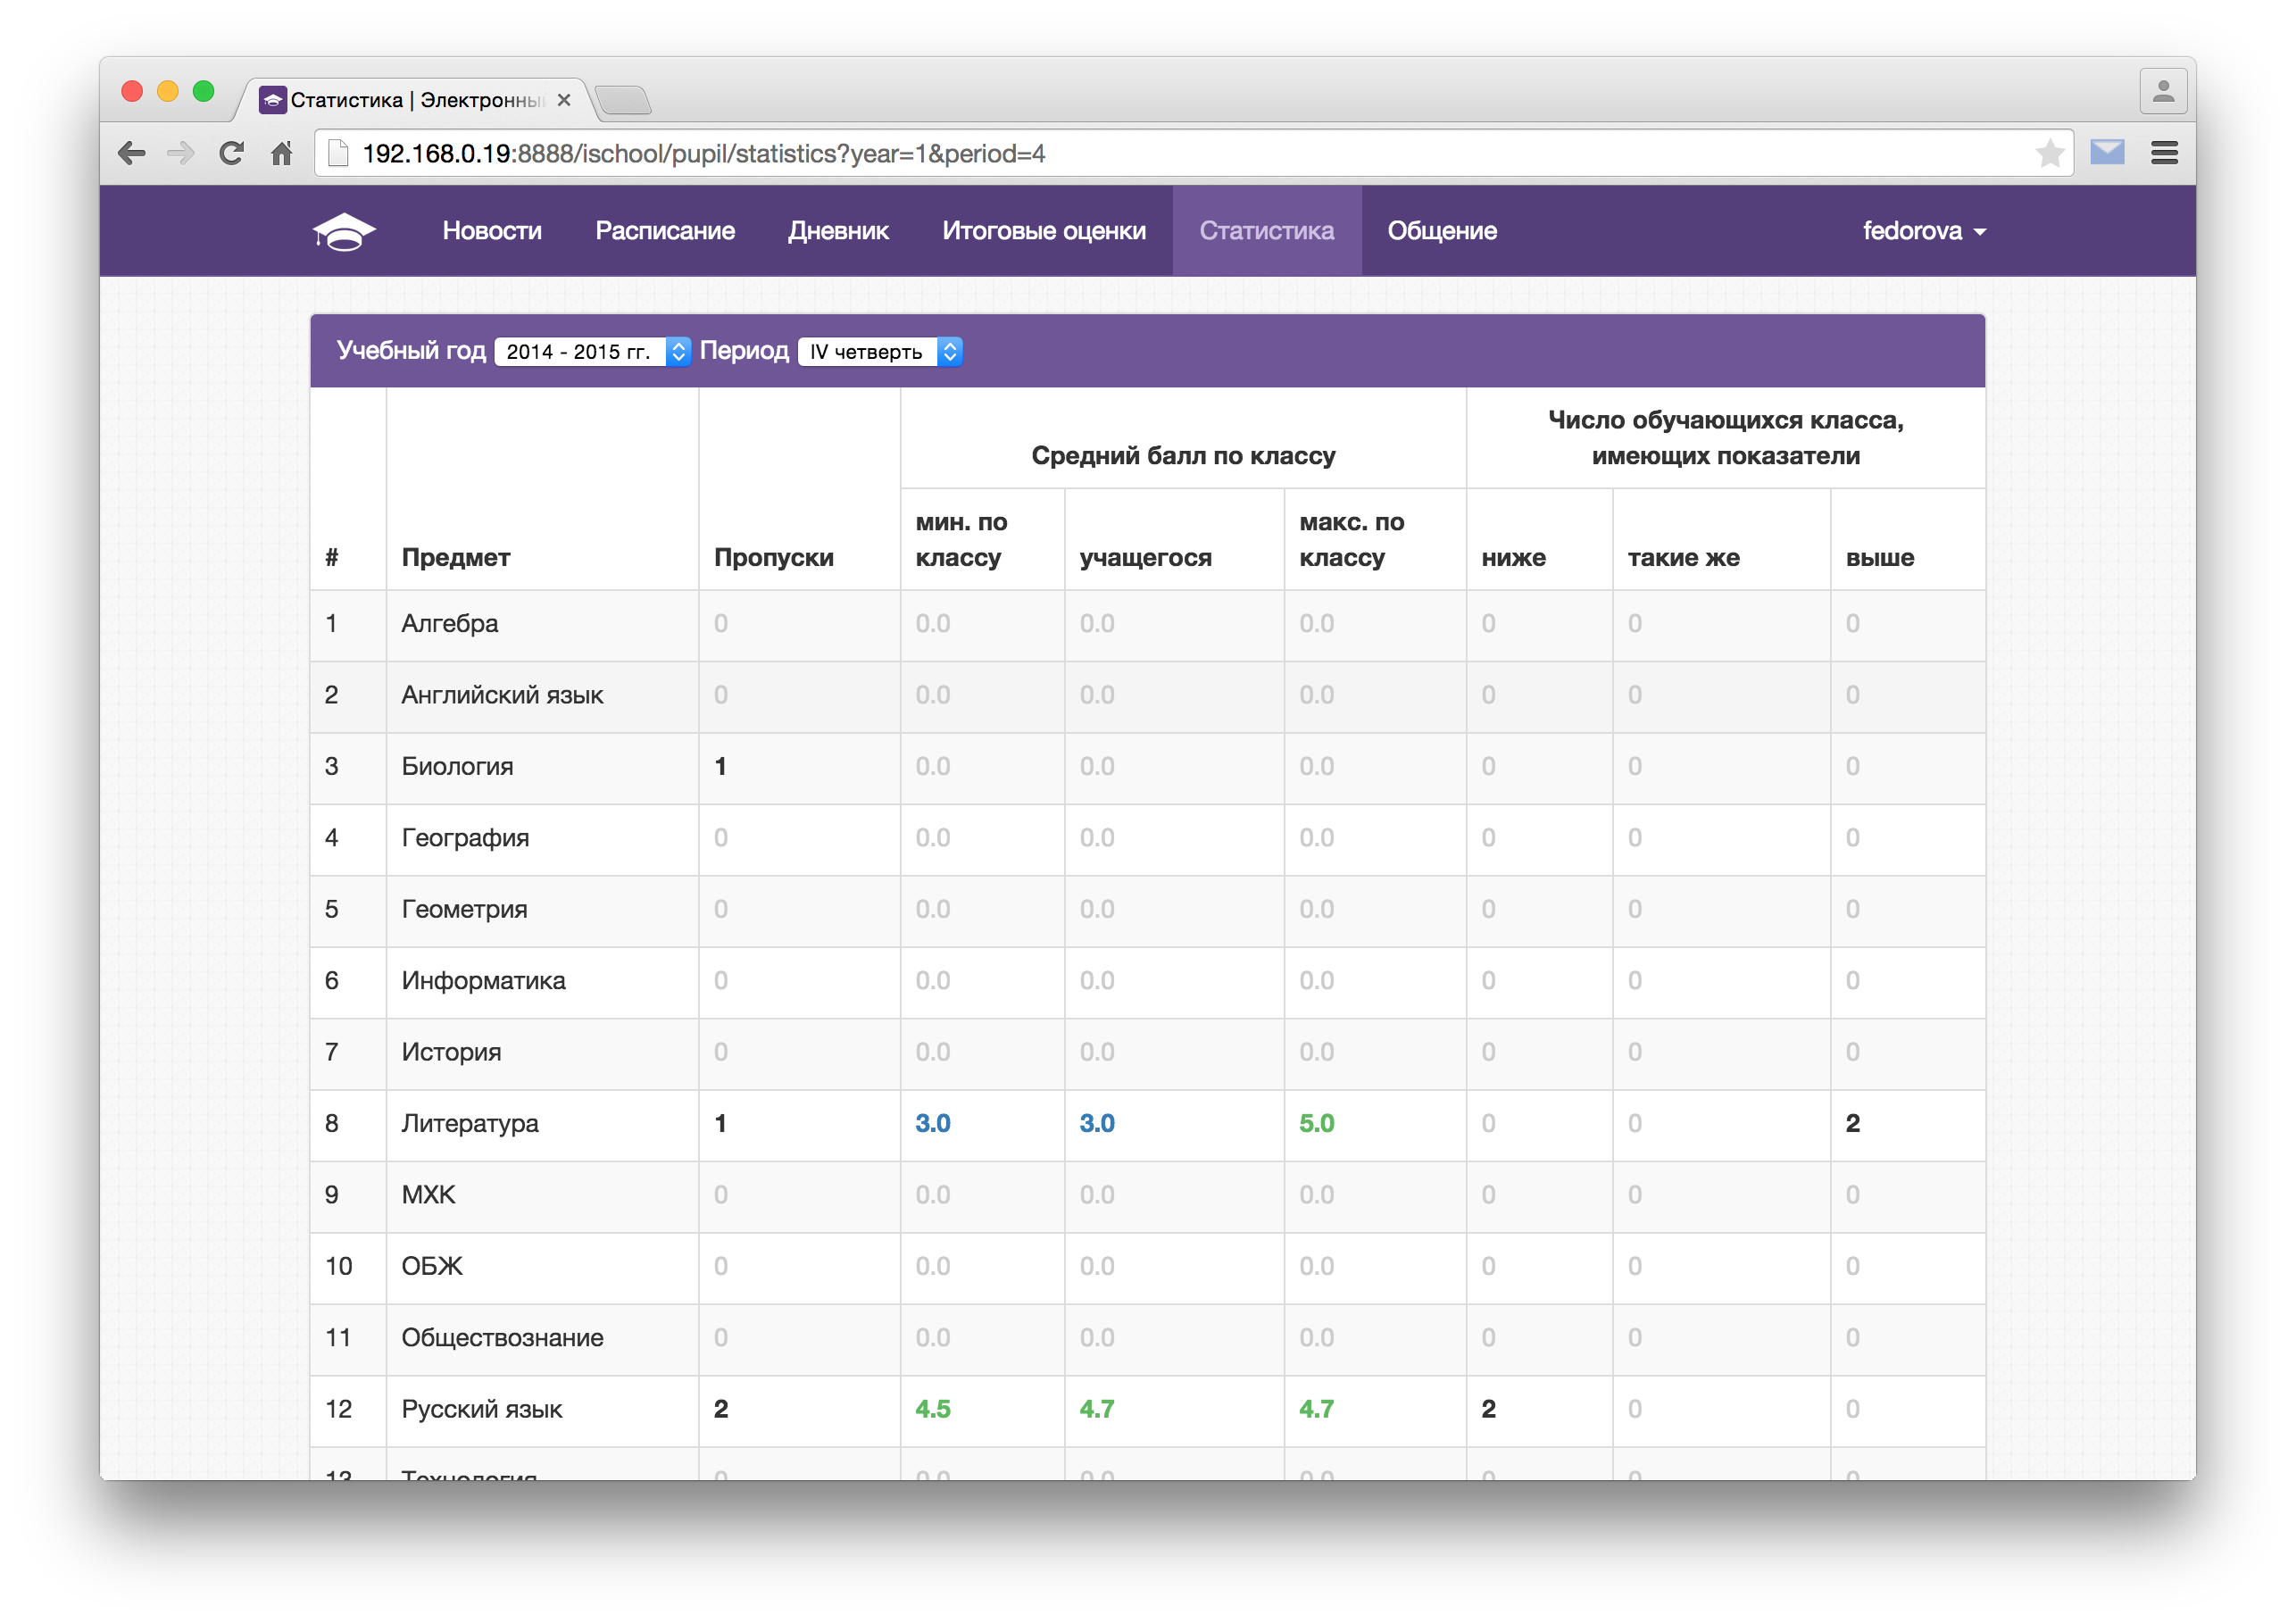 Статистика | Электронны
192.168.0.19:8888/ischool/pupil/statistics?year=1&period=4
Новости Расписание Дневник Итоговые оценки Статистика Общение fedorova
Учебный год 2014 - 2015 гг. Период IV четверть
Средний балл по классу
Число обучающихся класса,
имеющих показатели
# Предмет Пропуски
мин. по
классу
учащегося
макс. по
классу
ниже такие же выше
1 Алгебра 0 0.0 0.0 0.0 0 0 0
2 Английский язык 0 0.0 0.0 0.0 0 0 0
3 Биология 1 0.0 0.0 0.0 0 0 0
4 География 0 0.0 0.0 0.0 0 0 0
5 Геометрия 0 0.0 0.0 0.0 0 0 0
6 Информатика 0 0.0 0.0 0.0 0 0 0
7 История 0 0.0 0.0 0.0 0 0 0
8 Литература 1 3.0 3.0 5.0 0 0 2
9 МХК 0 0.0 0.0 0.0 0 0 0
10 ОБЖ 0 0.0 0.0 0.0 0 0 0
11 Обществознание 0 0.0 0.0 0.0 0 0 0
12 Русский язык 2 4.5 4.7 4.7 2 0 0
13 Технология 0 0.0 0.0 0.0 0 0 0